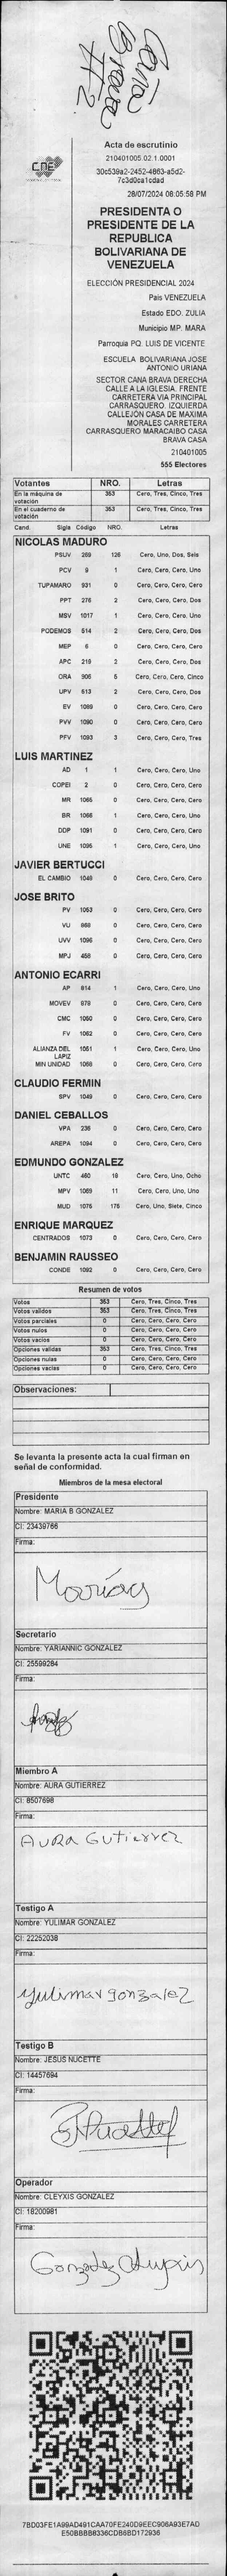 Caña
Brava
#2
CNE
Acta de escrutinio
210401005.02.1.0001
30c539a2-2452-4863-a5d2-
7c3d0ca1cdad
28/07/2024 08:05:58 PM
PRESIDENTA O
PRESIDENTE DE LA
REPUBLICA
BOLIVARIANA DE
VENEZUELA
ELECCIÓN PRESIDENCIAL 2024
Pais VENEZUELA
Estado EDO. ZULIA
Municipio MP. MARA
Parroquia PQ. LUIS DE VICENTE
ESCUELA BOLIVARIANA JOSE
ANTONIO URIANA
SECTOR CANA BRAVA DERECHA
CALLE A LA IGLESIA. FRENTE
CARRETERA VIA PRINCIPAL
CARRASQUERO. IZQUIERDA
CALLEJÓN CASA DE MAXIMA
MORALES CARRETERA
CARRASQUERO MARACAIBO CASA
BRAVA CASA
210401005
555 Electores
Votantes NRO. Letras
En la máquina de votación 353 Cero, Tres, Cinco, Tres
En el cuaderno de votación 353 Cero, Tres, Cinco, Tres
Cand Sigla Código NRO. Letras
NICOLAS MADURO
PSUV 269 126 Cero, Uno, Dos, Seis
PCV 9 1 Cero, Cero, Cero, Uno
TUPAMARO 931 0 Cero, Cero, Cero, Cero
PPT 276 2 Cero, Cero, Cero, Dos
MSV 1017 1 Cero, Cero, Cero, Uno
PODEMOS 514 2 Cero, Cero, Cero, Dos
MEP 6 0 Cero, Cero, Cero, Cero
APC 219 2 Cero, Cero, Cero, Dos
ORA 906 5 Cero, Cero, Cero, Cinco
UPV 613 2 Cero, Cero, Cero, Dos
EV 1099 0 Cero, Cero, Cero, Cero
PVV 1090 0 Cero, Cero, Cero, Cero
PFV 1093 3 Cero, Cero, Cero, Tres
LUIS MARTINEZ
AD 1 1 Cero, Cero, Cero, Uno
COPEI 2 0 Cero, Cero, Cero, Cero
MR 1065 0 Cero, Cero, Cero, Cero
BR 1066 1 Cero, Cero, Cero, Uno
DDP 1091 0 Cero, Cero, Cero, Cero
UNE 1095 1 Cero, Cero, Cero, Uno
JAVIER BERTUCCI
EL CAMBIO 1048 0 Cero, Cero, Cero, Cero
JOSE BRITO
PV 1053 0 Cero, Cero, Cero, Cero
VU 868 0 Cero, Cero, Cero, Cero
UVV 1096 0 Cero, Cero, Cero, Cero
MPJ 458 0 Cero, Cero, Cero, Cero
ANTONIO ECARRI
AP 814 1 Cero, Cero, Cero, Uno
MOVEV 879 0 Cero, Cero, Cero, Cero
CMC 1050 0 Cero, Cero, Cero, Cero
FV 1062 0 Cero, Cero, Cero, Cero
ALIANZA DEL LAPIZ 1051 1 Cero, Cero, Cero, Uno
MIN UNIDAD 1068 0 Cero, Cero, Cero, Cero
CLAUDIO FERMIN
SPV 1049 0 Cero, Cero, Cero, Cero
DANIEL CEBALLOS
VPA 236 0 Cero, Cero, Cero, Cero
AREPA 1094 0 Cero, Cero, Cero, Cero
EDMUNDO GONZALEZ
UNTC 460 18 Cero, Cero, Uno, Ocho
MPV 1069 11 Cero, Cero, Uno, Uno
MUD 1075 175 Cero, Uno, Siete, Cinco
ENRIQUE MARQUEZ
CENTRADOS 1073 0 Cero, Cero, Cero, Cero
BENJAMIN RAUSSEO
CONDE 1092 0 Cero, Cero, Cero, Cero
Resumen de votos
Votos 353 Cero, Tres, Cinco, Tres
Votos validos 353 Cero, Tres, Cinco, Tres
Votos parciales 0 Cero, Cero, Cero, Cero
Votos nulos 0 Cero, Cero, Cero, Cero
Votos vacios 0 Cero, Cero, Cero, Cero
Opciones validas 353 Cero, Tres, Cinco, Tres
Opciones nulas 0 Cero, Cero, Cero, Cero
Opciones vacias 0 Cero, Cero, Cero, Cero
Observaciones:
Se levanta la presente acta la cual firman en
señal de conformidad.
Miembros de la mesa electoral
Presidente
Nombre: MARIA B GONZALEZ
CI: 23439766
Firma:
Secretario
Nombre: YARIANNIC GONZALEZ
CI: 25599284
Firma:
Miembro A
Nombre: AURA GUTIERREZ
CI: 8507698
Firma:
AURA Gutierrez
Testigo A
Nombre: YULIMAR GONZALEZ
CI: 22252038
Firma:
Yulimar gonzalez
Testigo B
Nombre: JESUS NUCETTE
CI: 14457694
Firma:
Operador
Nombre: CLEYXIS GONZALEZ
CI: 18200981
Firma:
7BD03FE1A99AD491CAA70FE240D9EEC906A93E7AD
E50BBBB8336CDB6BD172936